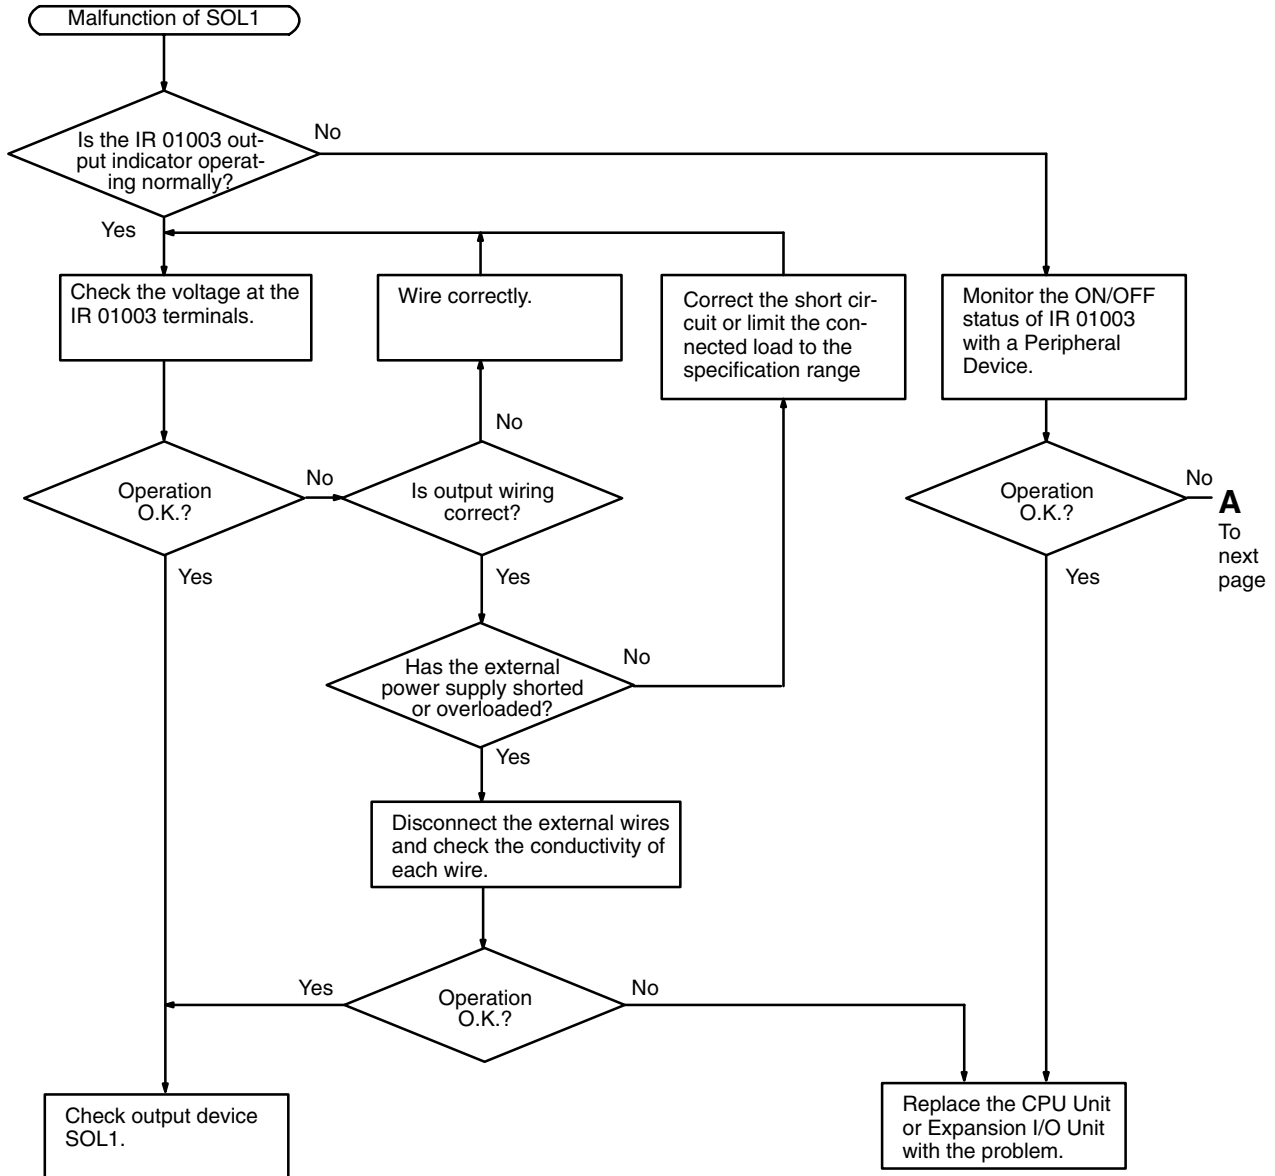 Malfunction of SOL1
Is the IR 01003 out-
put indicator operat-
ing normally?
No
Yes
Check the voltage at the
IR 01003 terminals.
Wire correctly.
Correct the short cir-
cuit or limit the con-
nected load to the
specification range
Monitor the ON/OFF
status of IR 01003
with a Peripheral
Device.
No
Operation
O.K.?
No
Is output wiring
correct?
Operation
O.K.?
No
A
To
next
page
Yes
Yes
Yes
Has the external
power supply shorted
or overloaded?
No
Yes
Disconnect the external wires
and check the conductivity of
each wire.
Yes
Operation
O.K.?
No
Check output device
SOL1.
Replace the CPU Unit
or Expansion I/O Unit
with the problem.